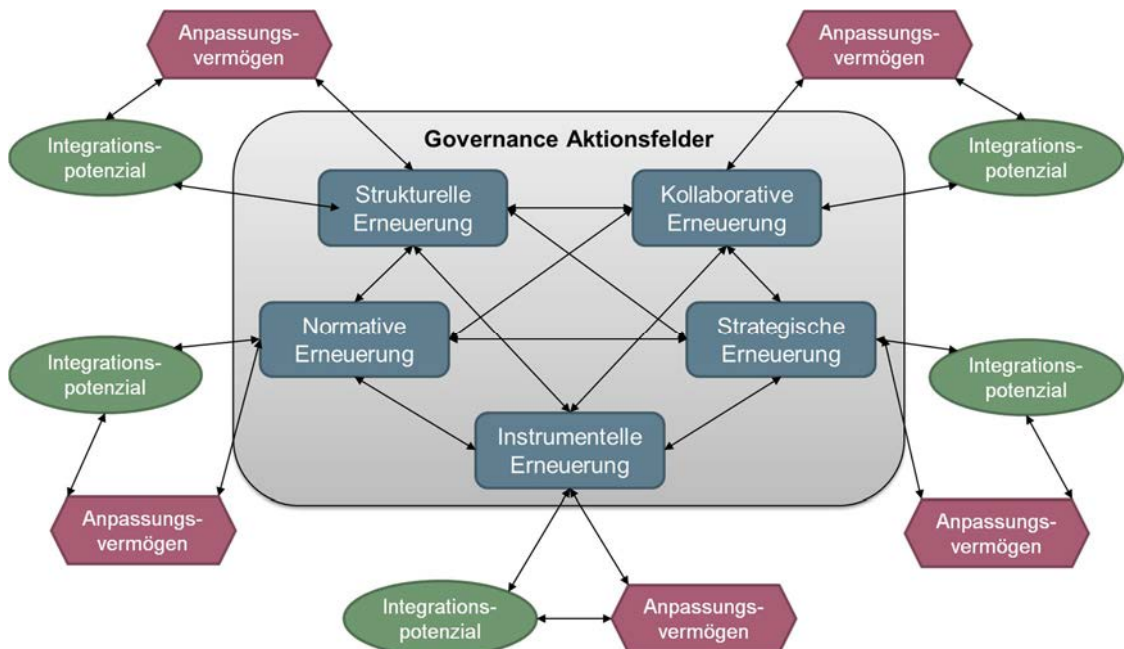 Anpassungs-
vermögen
Anpassungs-
vermögen
Integrations-
potenzial
Governance Aktionsfelder
Integrations-
potenzial
Strukturelle
Erneuerung
Kollaborative
Erneuerung
Integrations-
potenzial
Normative
Erneuerung
Strategische
Erneuerung
Integrations-
potenzial
Instrumentelle
Erneuerung
Anpassungs-
vermögen
Anpassungs-
vermögen
Integrations-
potenzial
Anpassungs-
vermögen